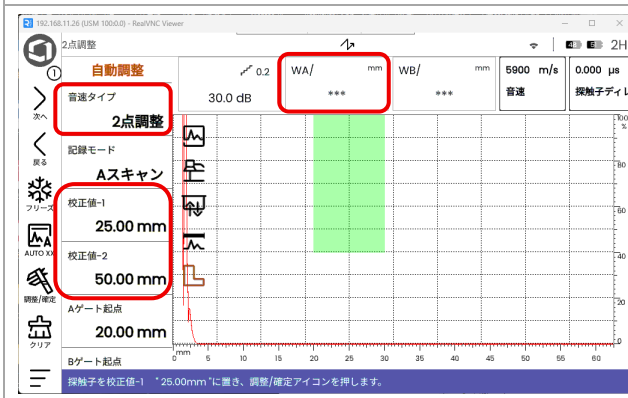 192.168.11.26 (USM 100:0.0) - RealVNC Viewer
2点調整
2H
1
自動調整
0.2
30.0 dB
WA/ mm
***
WB/ mm
***
5900 m/s
音速
0.000 µs
探触子ディレ
次へ
戻る
フリーズ
AUTO XX
調整/確定
クリア
音速タイプ
2点調整
記録モード
Aスキャン
校正値-1
25.00 mm
校正値-2
50.00 mm
Aゲート起点
20.00 mm
Bゲート起点
100
%
80
60
40
20
0
mm
0 5 10 15 20 25 30 35 40 45 50 55 60
探触子を校正値-1 "25.00mm"に置き、調整/確定アイコンを押します。